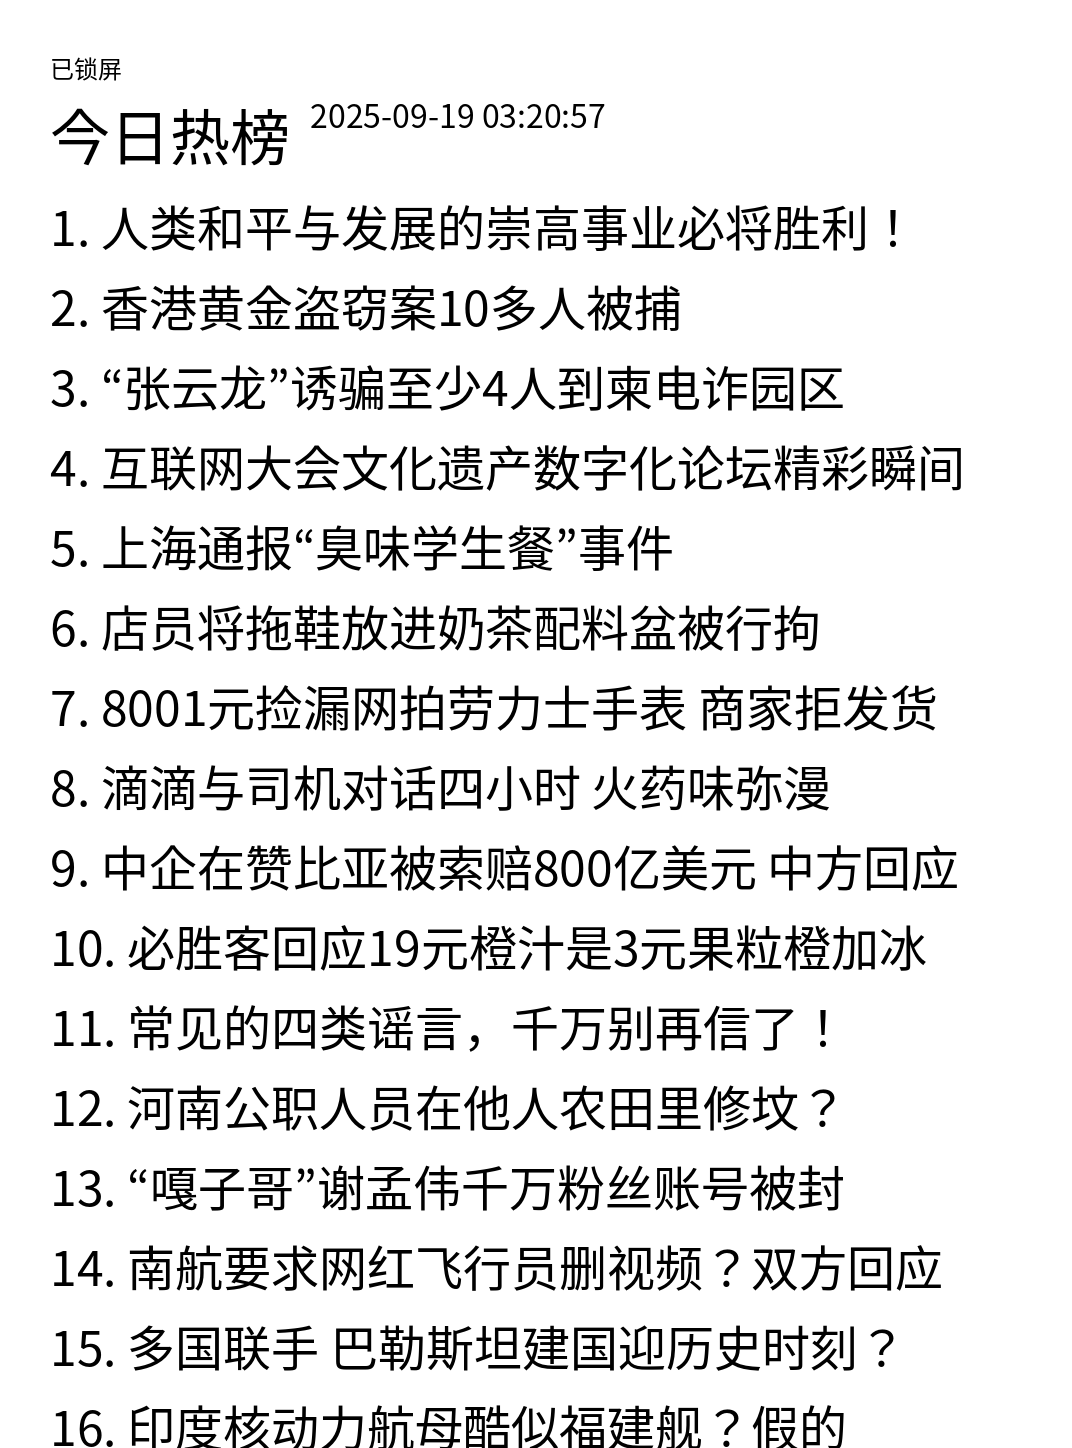 已锁屏
今日热榜 2025-09-19 03:20:57
1. 人类和平与发展的崇高事业必将胜利！
2. 香港黄金盗窃案10多人被捕
3. “张云龙”诱骗至少4人到柬电诈园区
4. 互联网大会文化遗产数字化论坛精彩瞬间
5. 上海通报“臭味学生餐”事件
6. 店员将拖鞋放进奶茶配料盆被行拘
7. 8001元捡漏网拍劳力士手表 商家拒发货
8. 滴滴与司机对话四小时 火药味弥漫
9. 中企在赞比亚被索赔800亿美元 中方回应
10. 必胜客回应19元橙汁是3元果粒橙加冰
11. 常见的四类谣言，千万别再信了！
12. 河南公职人员在他人农田里修坟？
13. “嘎子哥”谢孟伟千万粉丝账号被封
14. 南航要求网红飞行员删视频？双方回应
15. 多国联手 巴勒斯坦建国迎历史时刻？
16. 印度核动力航母酷似福建舰？假的